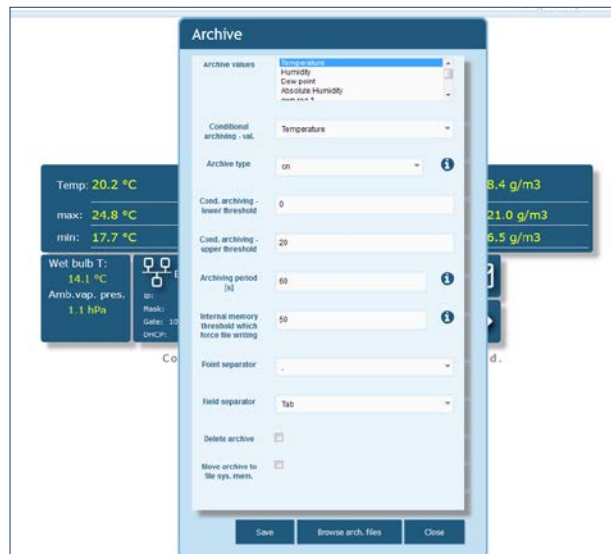 Archive
Archive values
Temperature
Humidity
Dew point
Absolute Humidity
Conditional archiving - val.
Temperature
Archive type
on
Cond. archiving - lower threshold
0
Cond. archiving - upper threshold
20
Archiving period [s]
60
Internal memory threshold which force file writing
50
Point separator
.
Field separator
Tab
Delete archive
Move archive to file sys. mem.
Save
Browse arch. files
Close
Temp: 20.2 °C
max: 24.8 °C
min: 17.7 °C
8.4 g/m3
21.0 g/m3
6.5 g/m3
Wet bulb T:
14.1 °C
Amb.vap. pres.
1.1 hPa
Ip:
Mask:
Gate: 10
DHCP:
Co
d.